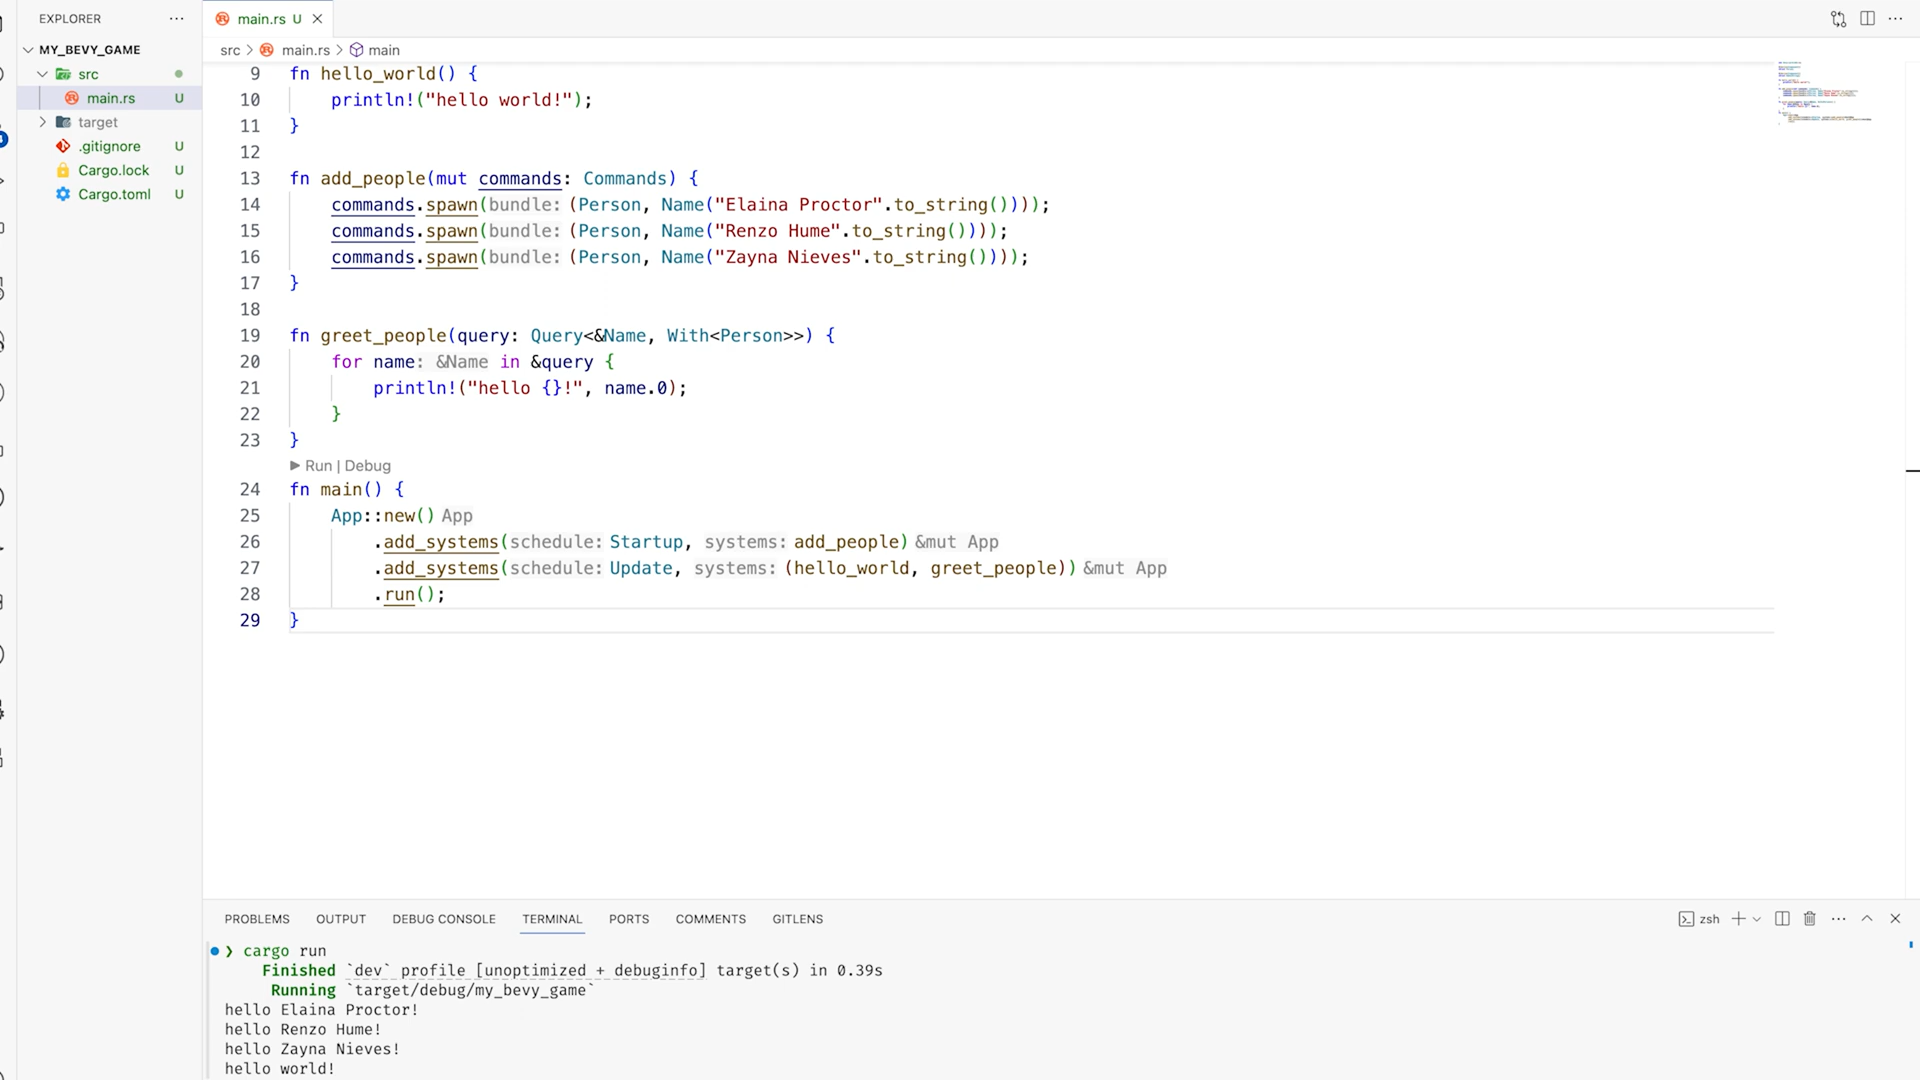 EXPLORER
MY_BEVY_GAME
src
main.rs U
target
.gitignore U
Cargo.lock U
Cargo.toml U
main.rs U
src > main.rs > main
9 fn hello_world() {
10 println!("hello world!");
11 }
12
13 fn add_people(mut commands: Commands) {
14 commands.spawn(bundle: (Person, Name("Elaina Proctor".to_string())));
15 commands.spawn(bundle: (Person, Name("Renzo Hume".to_string())));
16 commands.spawn(bundle: (Person, Name("Zayna Nieves".to_string())));
17 }
18
19 fn greet_people(query: Query<&Name, With<Person>>) {
20 for name: &Name in &query {
21 println!("hello {}!", name.0);
22 }
23 }
Run | Debug
24 fn main() {
25 App::new() App
26 .add_systems(schedule: Startup, systems: add_people) &mut App
27 .add_systems(schedule: Update, systems: (hello_world, greet_people)) &mut App
28 .run();
29 }
PROBLEMS OUTPUT DEBUG CONSOLE TERMINAL PORTS COMMENTS GITLENS
zsh
❯ cargo run
Finished `dev` profile [unoptimized + debuginfo] target(s) in 0.39s
Running `target/debug/my_bevy_game`
hello Elaina Proctor!
hello Renzo Hume!
hello Zayna Nieves!
hello world!